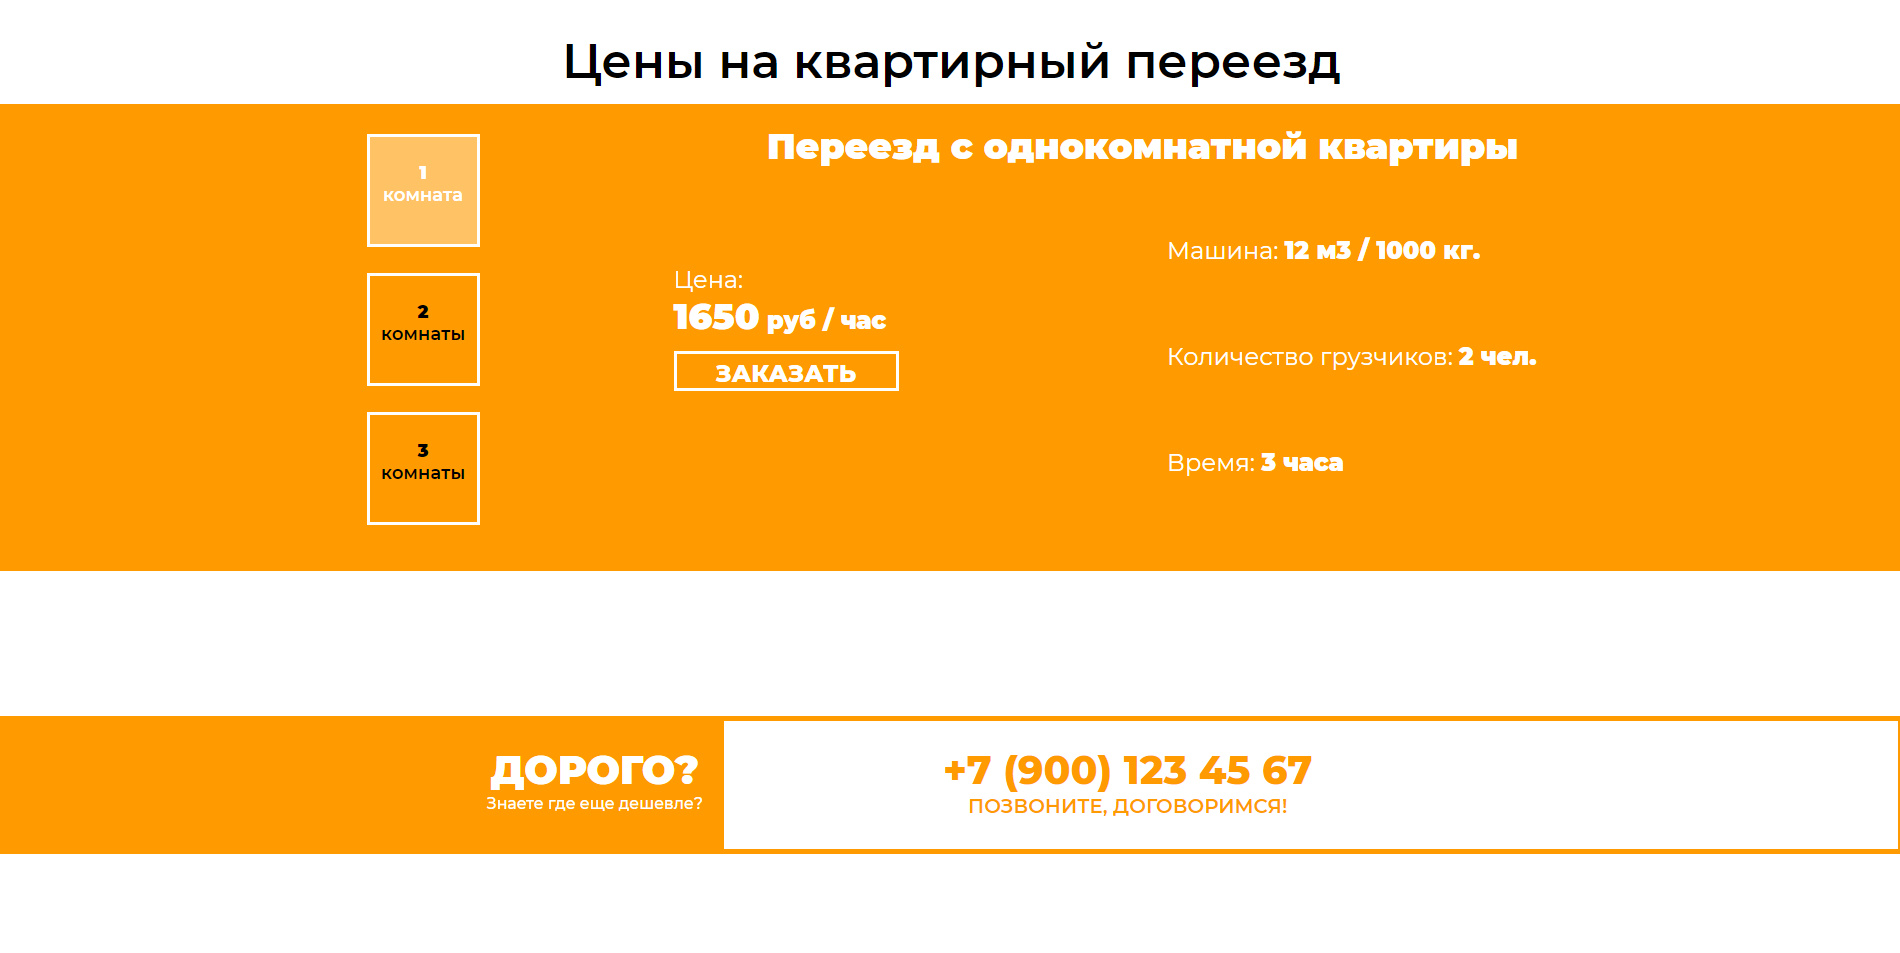 Цены на квартирный переезд
1
комната
2
комнаты
3
комнаты
Переезд с однокомнатной квартиры
Цена:
1650 руб / час
ЗАКАЗАТЬ
Машина: 12 м3 / 1000 кг.
Количество грузчиков: 2 чел.
Время: 3 часа
ДОРОГО?
Знаете где еще дешевле?
+7 (900) 123 45 67
ПОЗВОНИТЕ, ДОГОВОРИМСЯ!